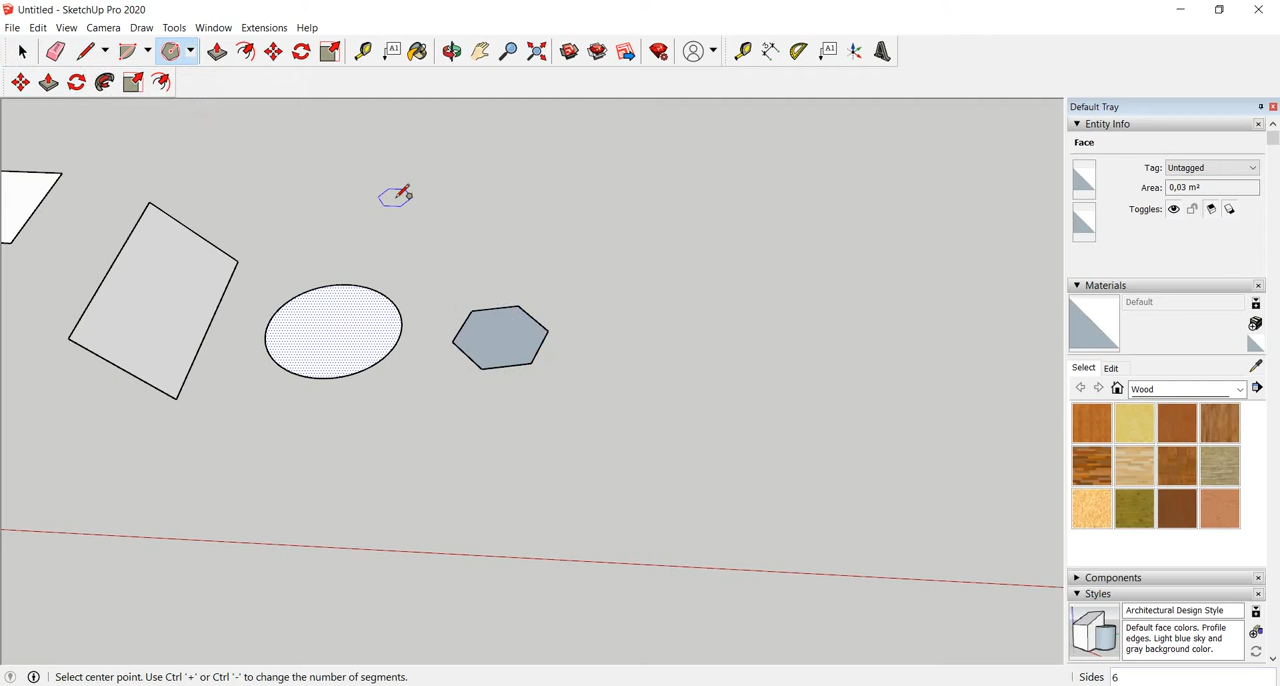 Untitled - SketchUp Pro 2020
File Edit View Camera Draw Tools Window Extensions Help
A1 A1
Default Tray
Entity Info
Face
Tag: Untagged
Area: 0,03 m²
Toggles:
Materials
Default
Select Edit
Wood
Components
Styles
Architectural Design Style
Default face colors. Profile
edges. Light blue sky and
gray background color.
Select center point. Use Ctrl '+' or Ctrl '-' to change the number of segments.
Sides 6